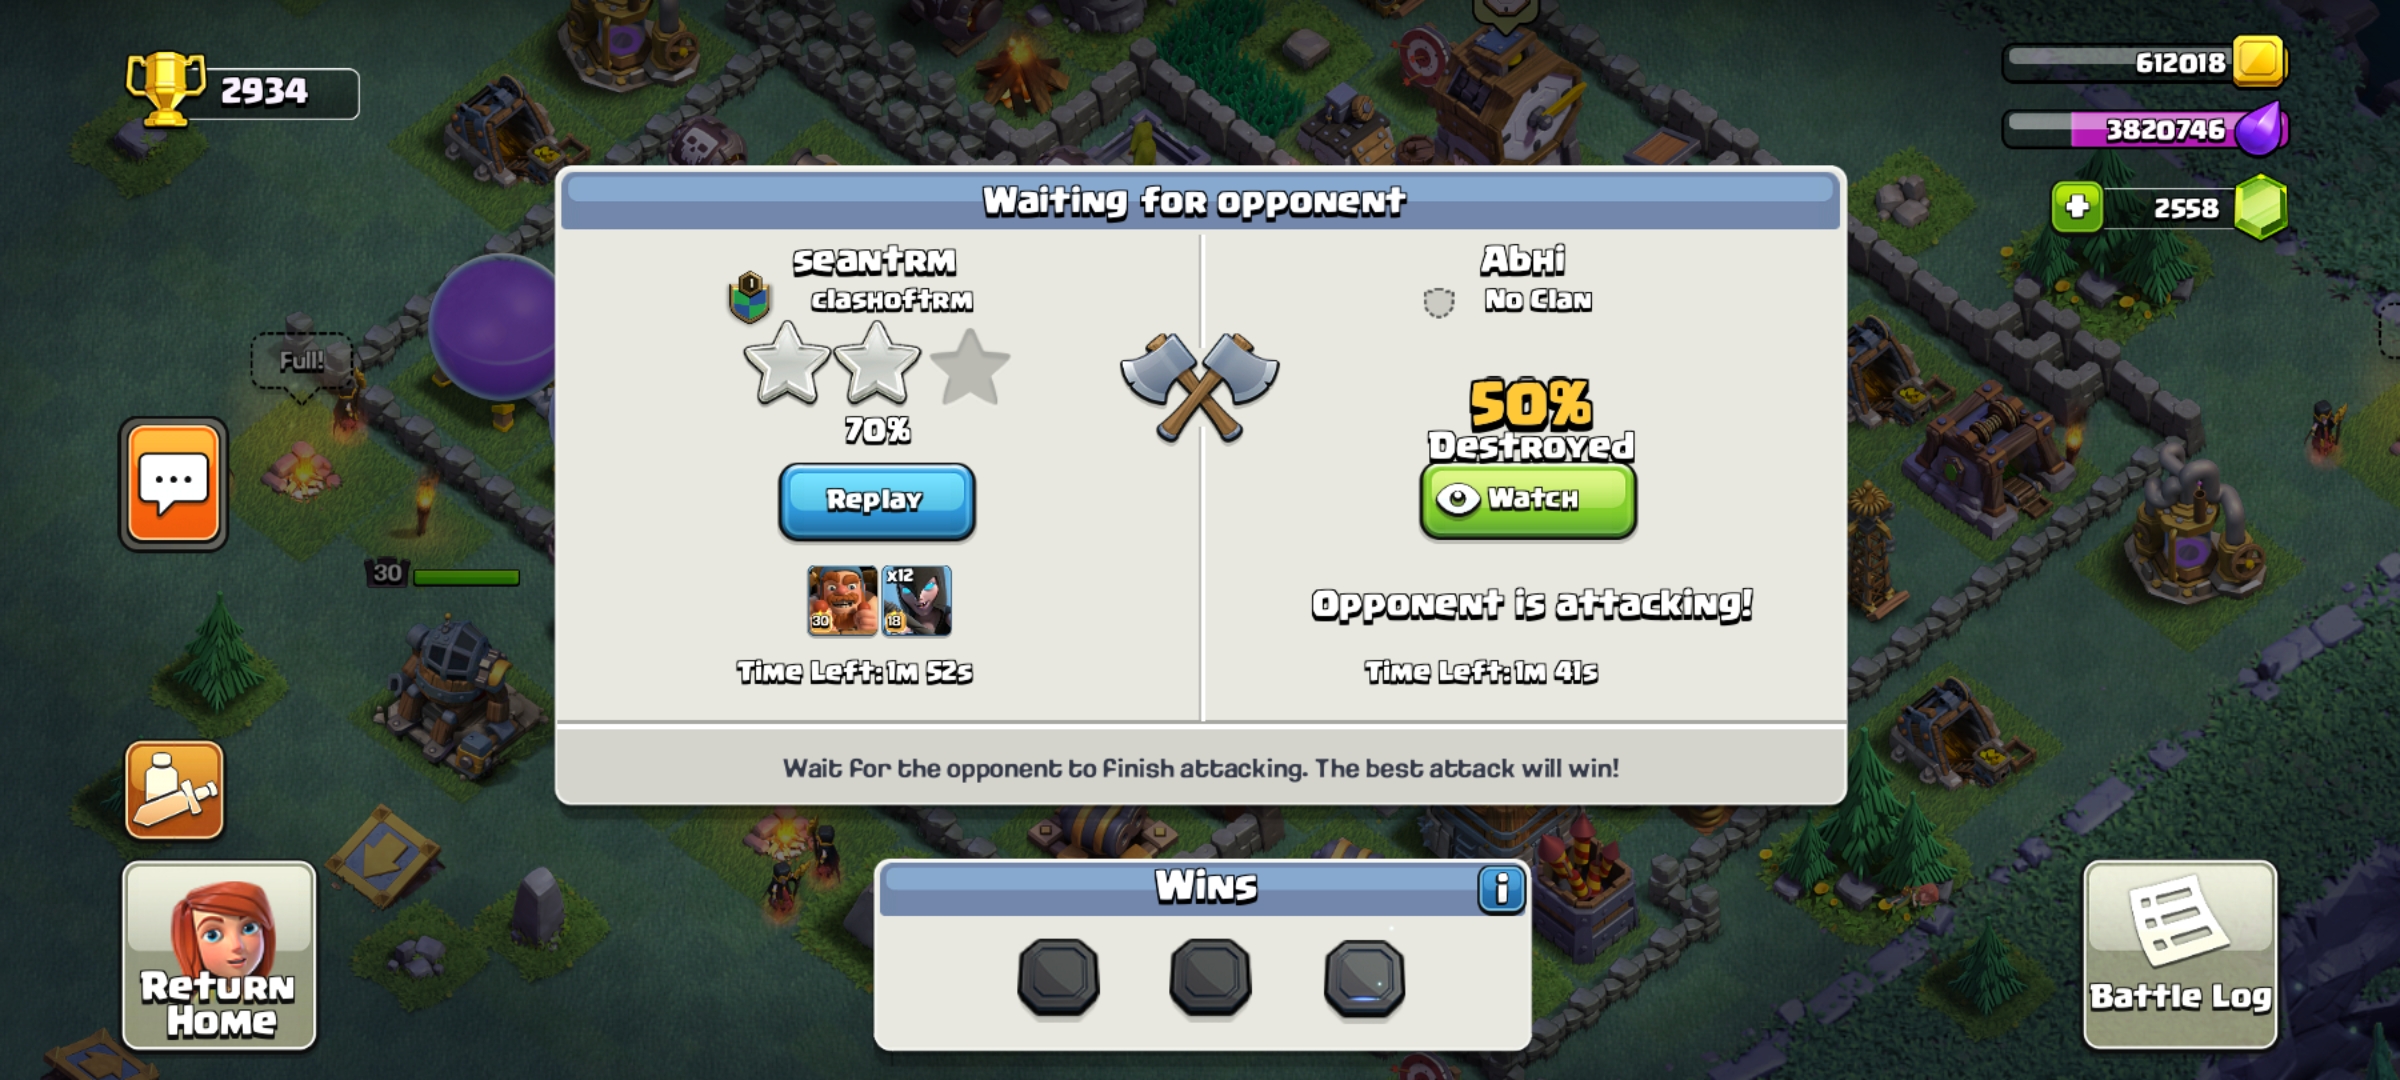 2934
612018
3820746
2558
Waiting for opponent
seantrm
clashoftrm
Abhi
No Clan
1
Full!
70%
50%
Destroyed
Replay
Watch
30
x12
30
18
Opponent is attacking!
Time Left:1m 52s
Time Left:1m 41s
Wait for the opponent to finish attacking. The best attack will win!
Wins
i
Return
Home
Battle Log